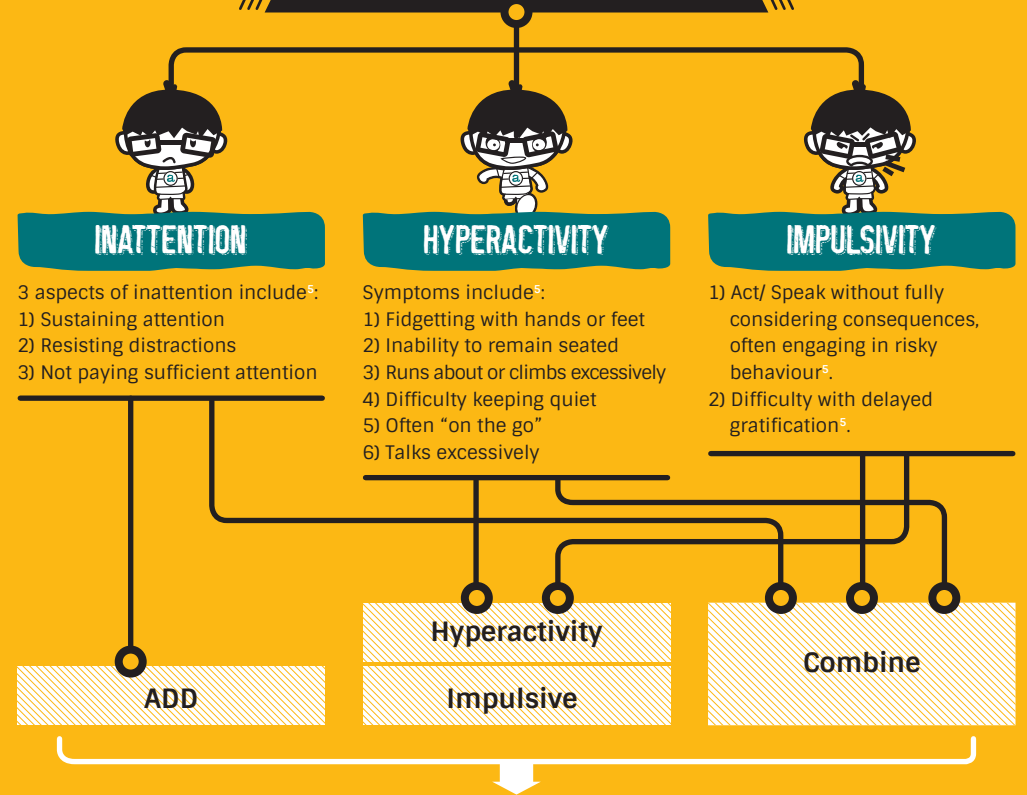 INATTENTION
3 aspects of inattention include5:
1) Sustaining attention
2) Resisting distractions
3) Not paying sufficient attention
HYPERACTIVITY
Symptoms include5:
1) Fidgetting with hands or feet
2) Inability to remain seated
3) Runs about or climbs excessively
4) Difficulty keeping quiet
5) Often “on the go”
6) Talks excessively
IMPULSIVITY
1) Act/ Speak without fully
considering consequences,
often engaging in risky
behaviour5.
2) Difficulty with delayed
gratification5.
ADD
Hyperactivity
Impulsive
Combine
a
a
a